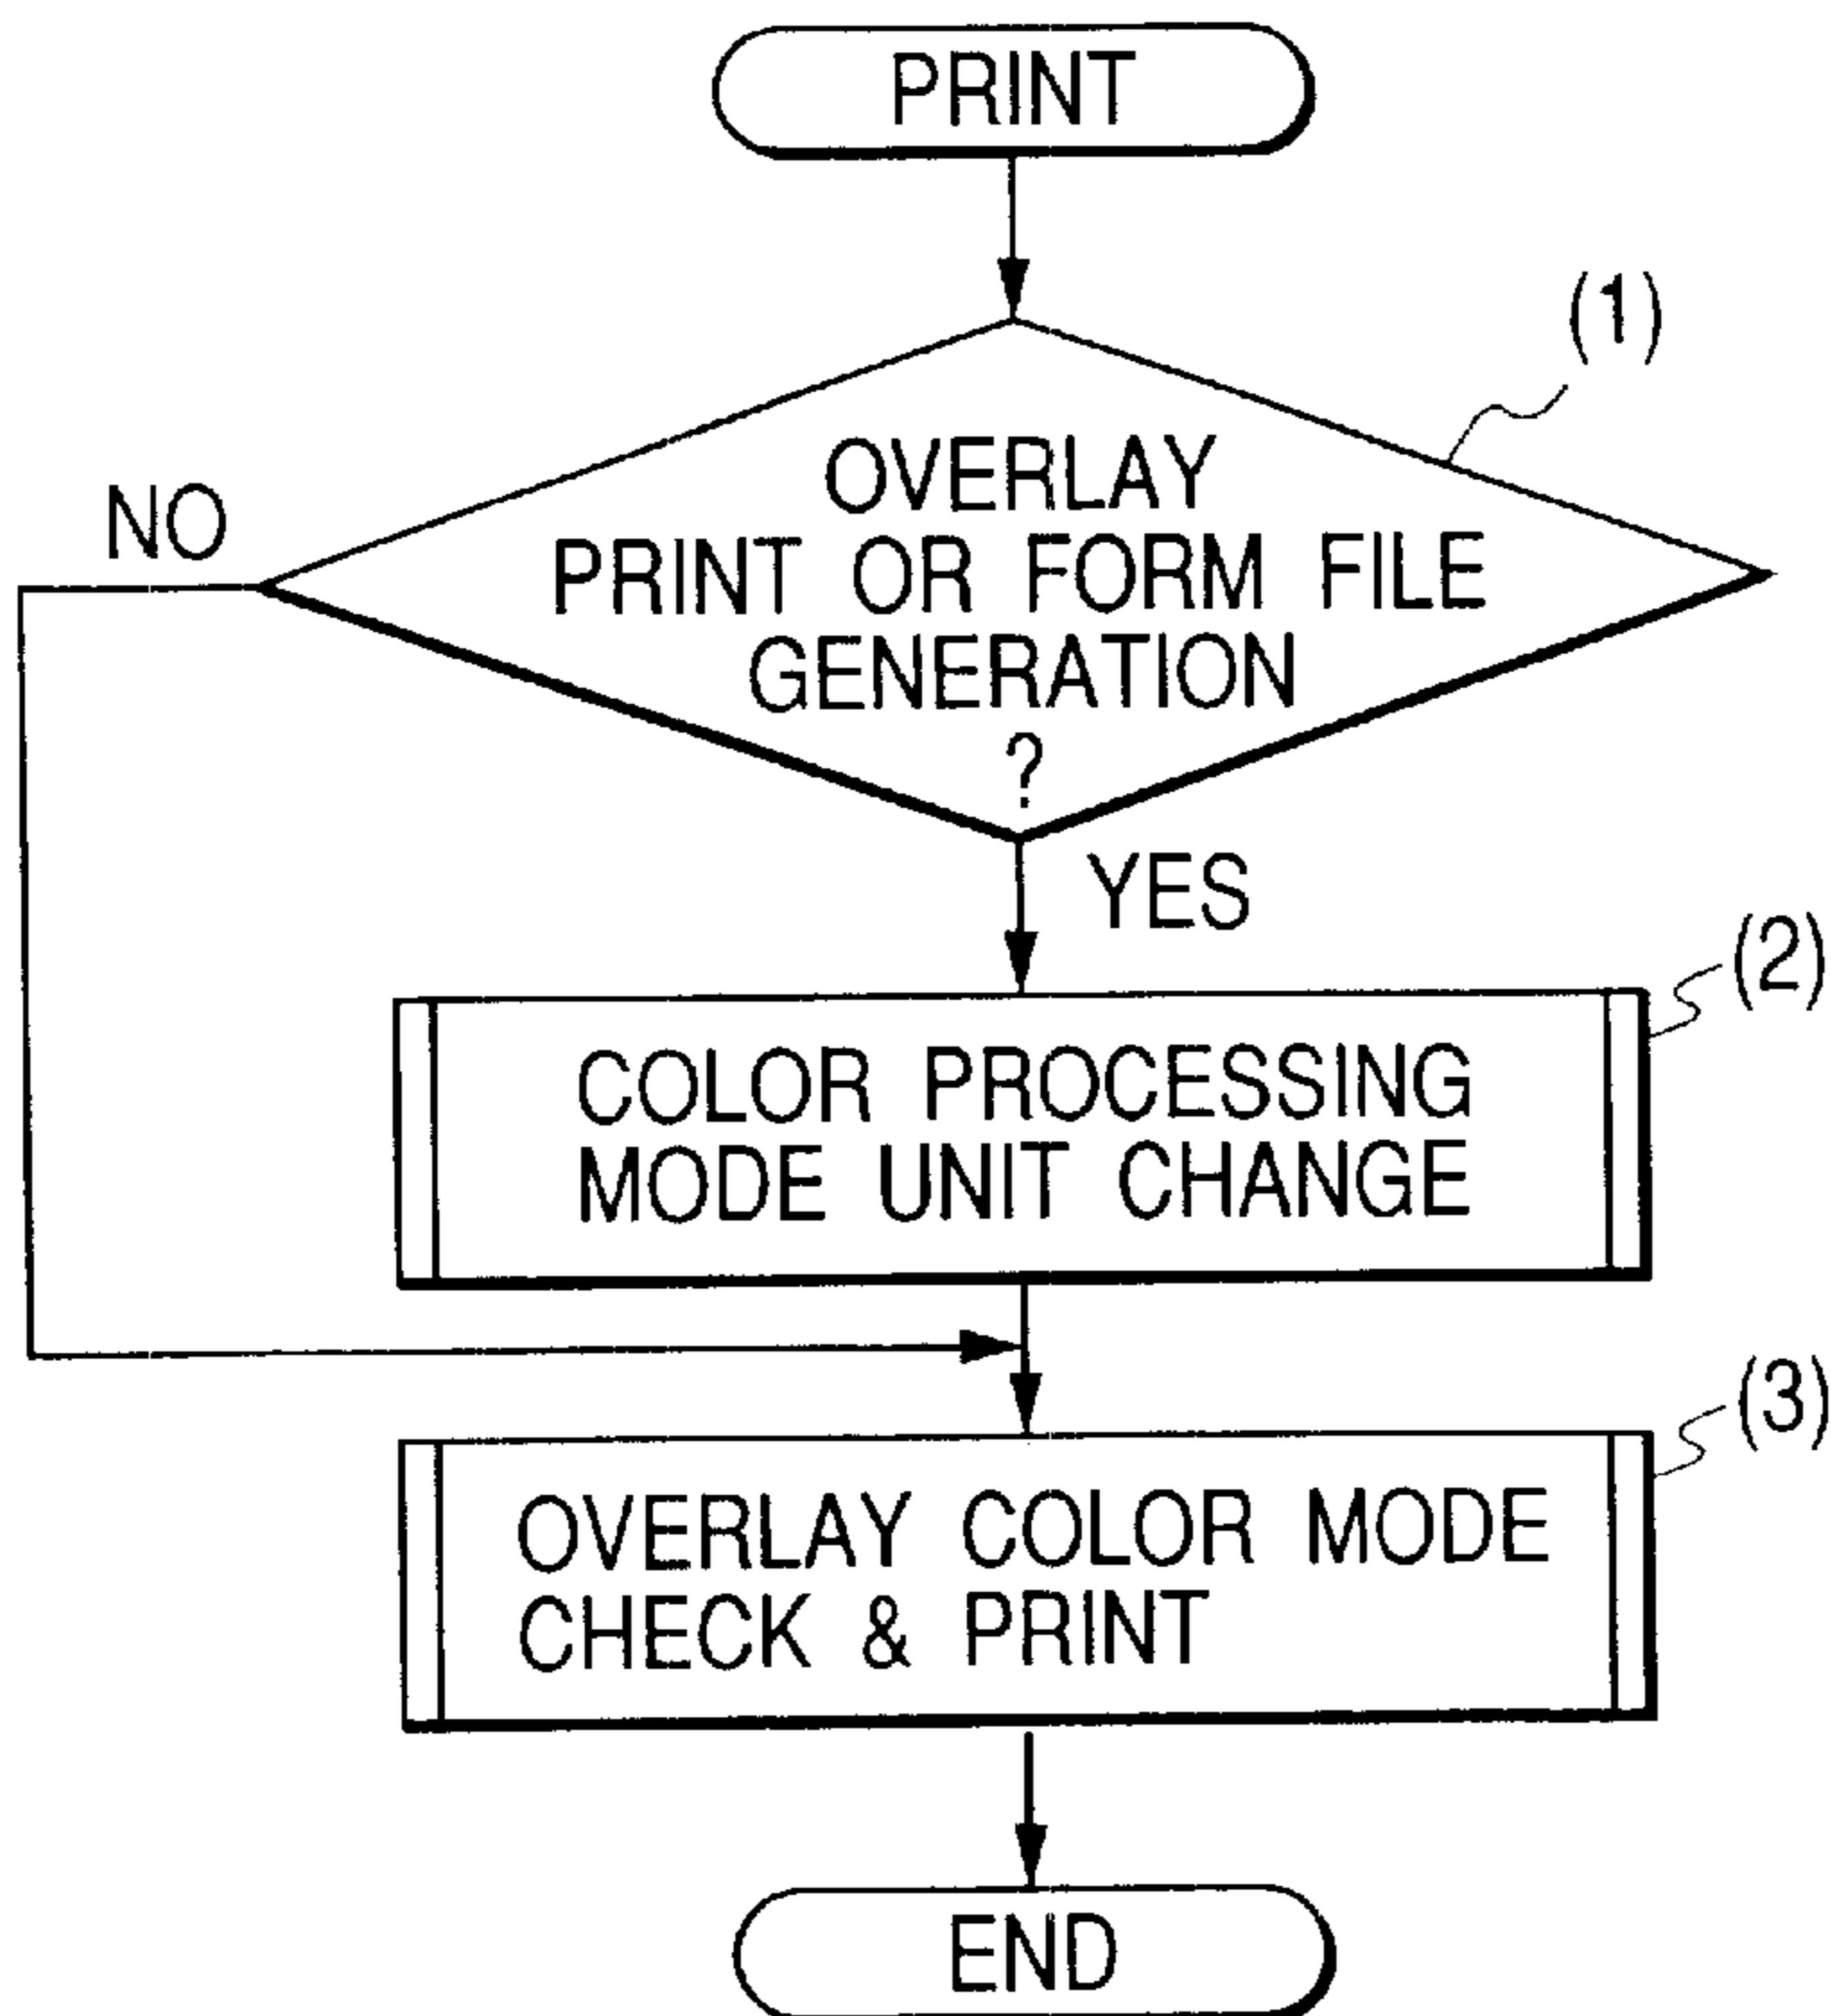 PRINT
(1)
OVERLAY
PRINT OR FORM FILE
GENERATION
?
NO
YES
(2)
COLOR PROCESSING
MODE UNIT CHANGE
(3)
OVERLAY COLOR MODE
CHECK & PRINT
END